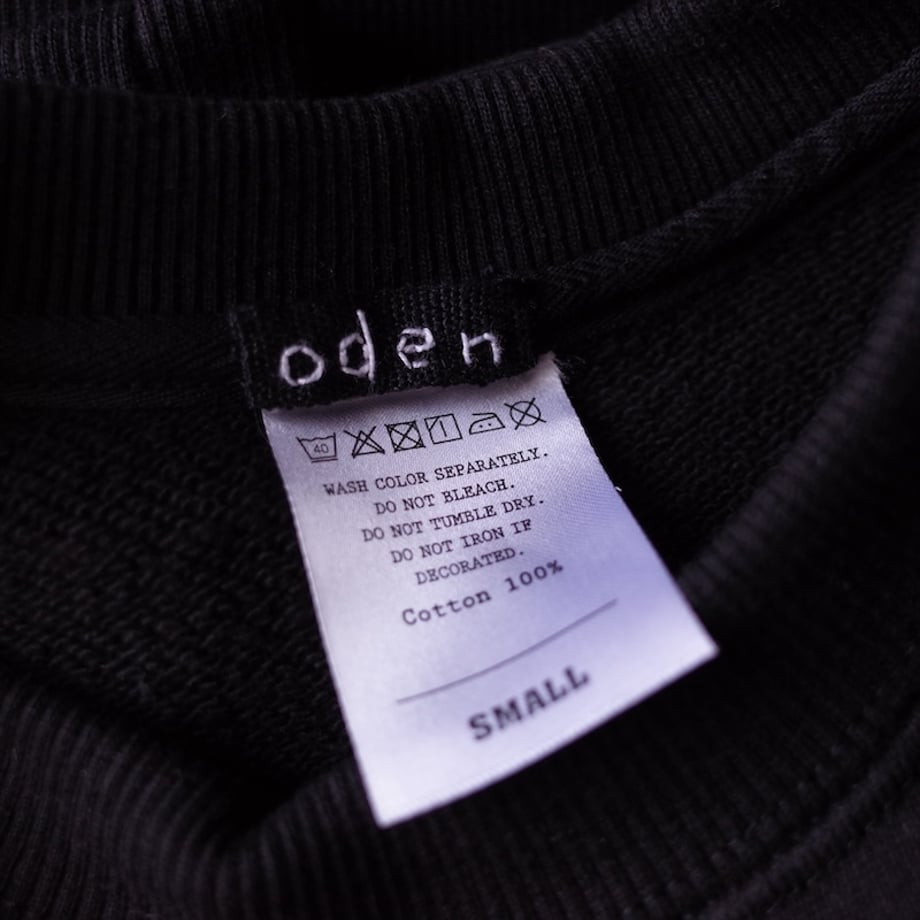 oden
40
WASH COLOR SEPARATELY.
DO NOT BLEACH.
DO NOT TUMBLE DRY.
DO NOT IRON IF
DECORATED.
Cotton 100%
SMALL